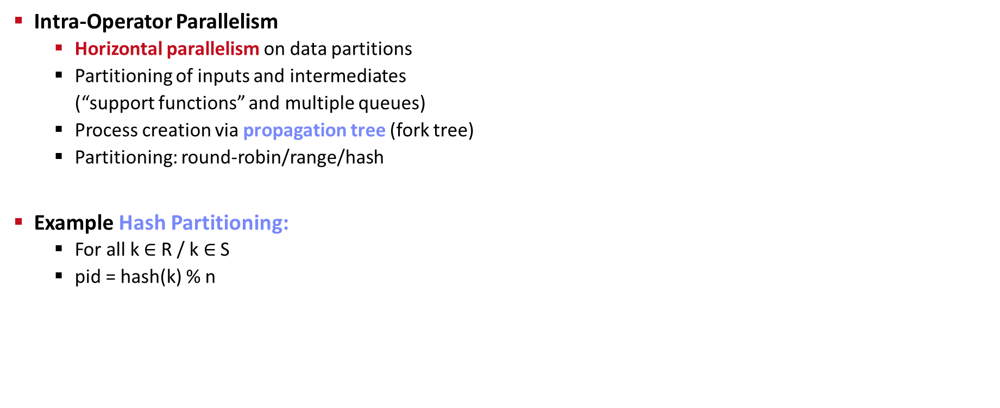 Intra-Operator Parallelism
Horizontal parallelism on data partitions
Partitioning of inputs and intermediates
(“support functions” and multiple queues)
Process creation via propagation tree (fork tree)
Partitioning: round-robin/range/hash
Example Hash Partitioning:
For all k ∈ R / k ∈ S
pid = hash(k) % n